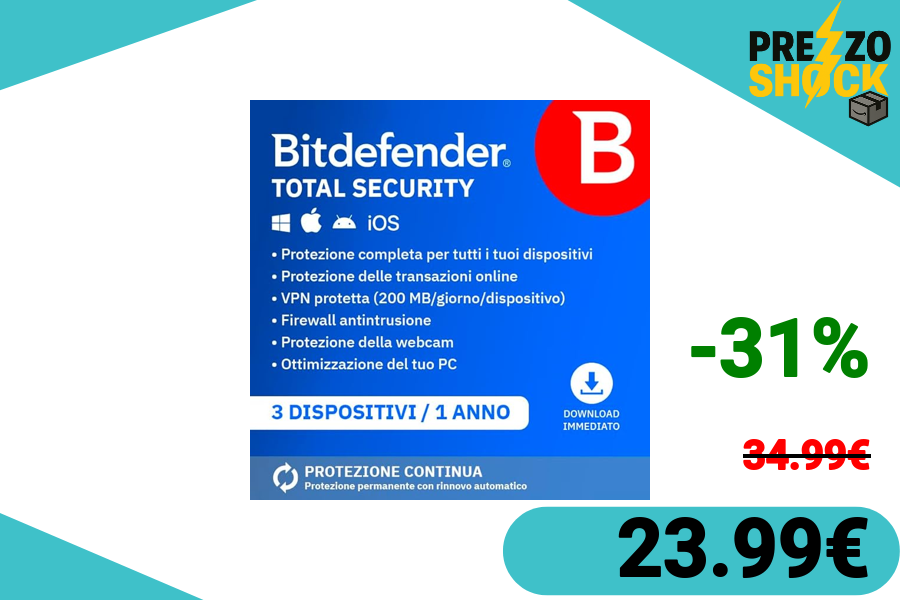 PREZZO
SHOCK
Bitdefender®
TOTAL SECURITY
B
iOS
• Protezione completa per tutti i tuoi dispositivi
• Protezione delle transazioni online
• VPN protetta (200 MB/giorno/dispositivo)
• Firewall antintrusione
• Protezione della webcam
• Ottimizzazione del tuo PC
3 DISPOSITIVI / 1 ANNO
DOWNLOAD
IMMEDIATO
PROTEZIONE CONTINUA
Protezione permanente con rinnovo automatico
-31%
34.99€
23.99€